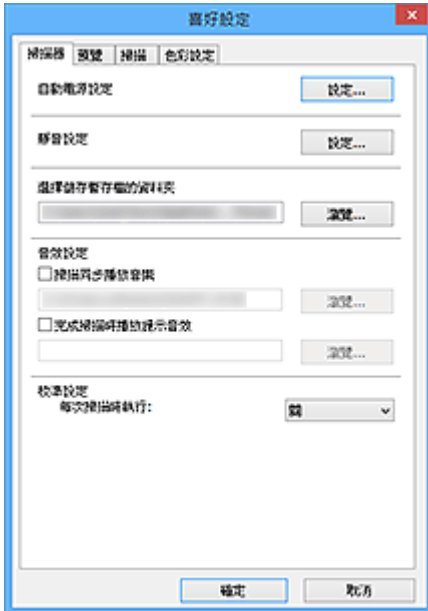 喜好設定
掃描器 預覽 掃描 色彩設定
自動電源設定 設定...
靜音設定 設定...
選擇儲存暫存檔的資料夾
瀏覽...
音效設定
掃描同步播放音樂
瀏覽...
完成掃描時播放提示音效
瀏覽...
校準設定
每次掃描時執行: 關
確定 取消